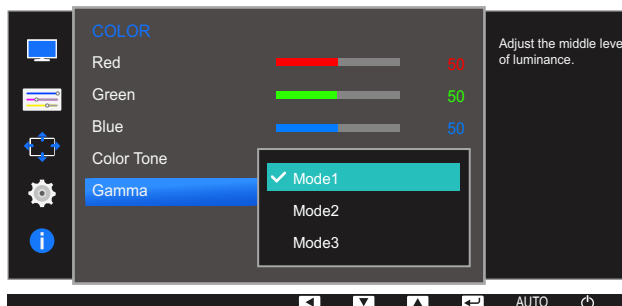 COLOR
Red 50
Green 50
Blue 50
Color Tone
Gamma
Mode1
Mode2
Mode3
Adjust the middle leve
of luminance.
AUTO